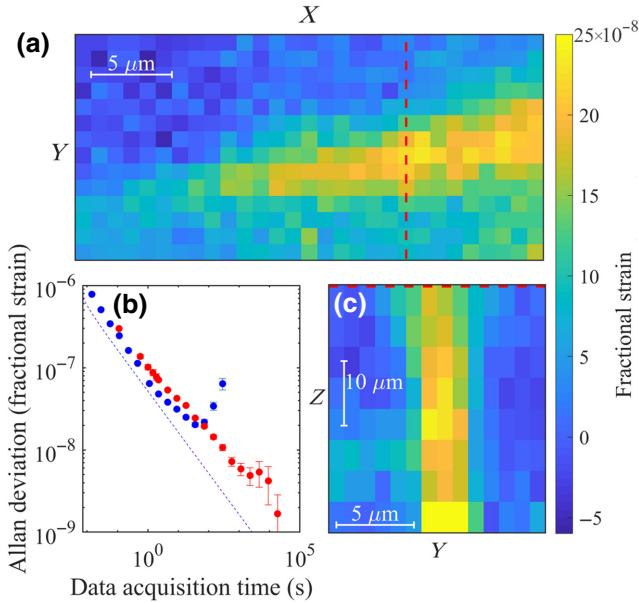 X
(a)
5 μm
Y
25×10⁻⁸
20
15
10
5
0
−5
Fractional strain
(b)
Allan deviation (fractional strain)
10⁻⁶
10⁻⁷
10⁻⁸
10⁻⁹
10⁰
10⁵
Data acquisition time (s)
(c)
Z
10 μm
5 μm
Y